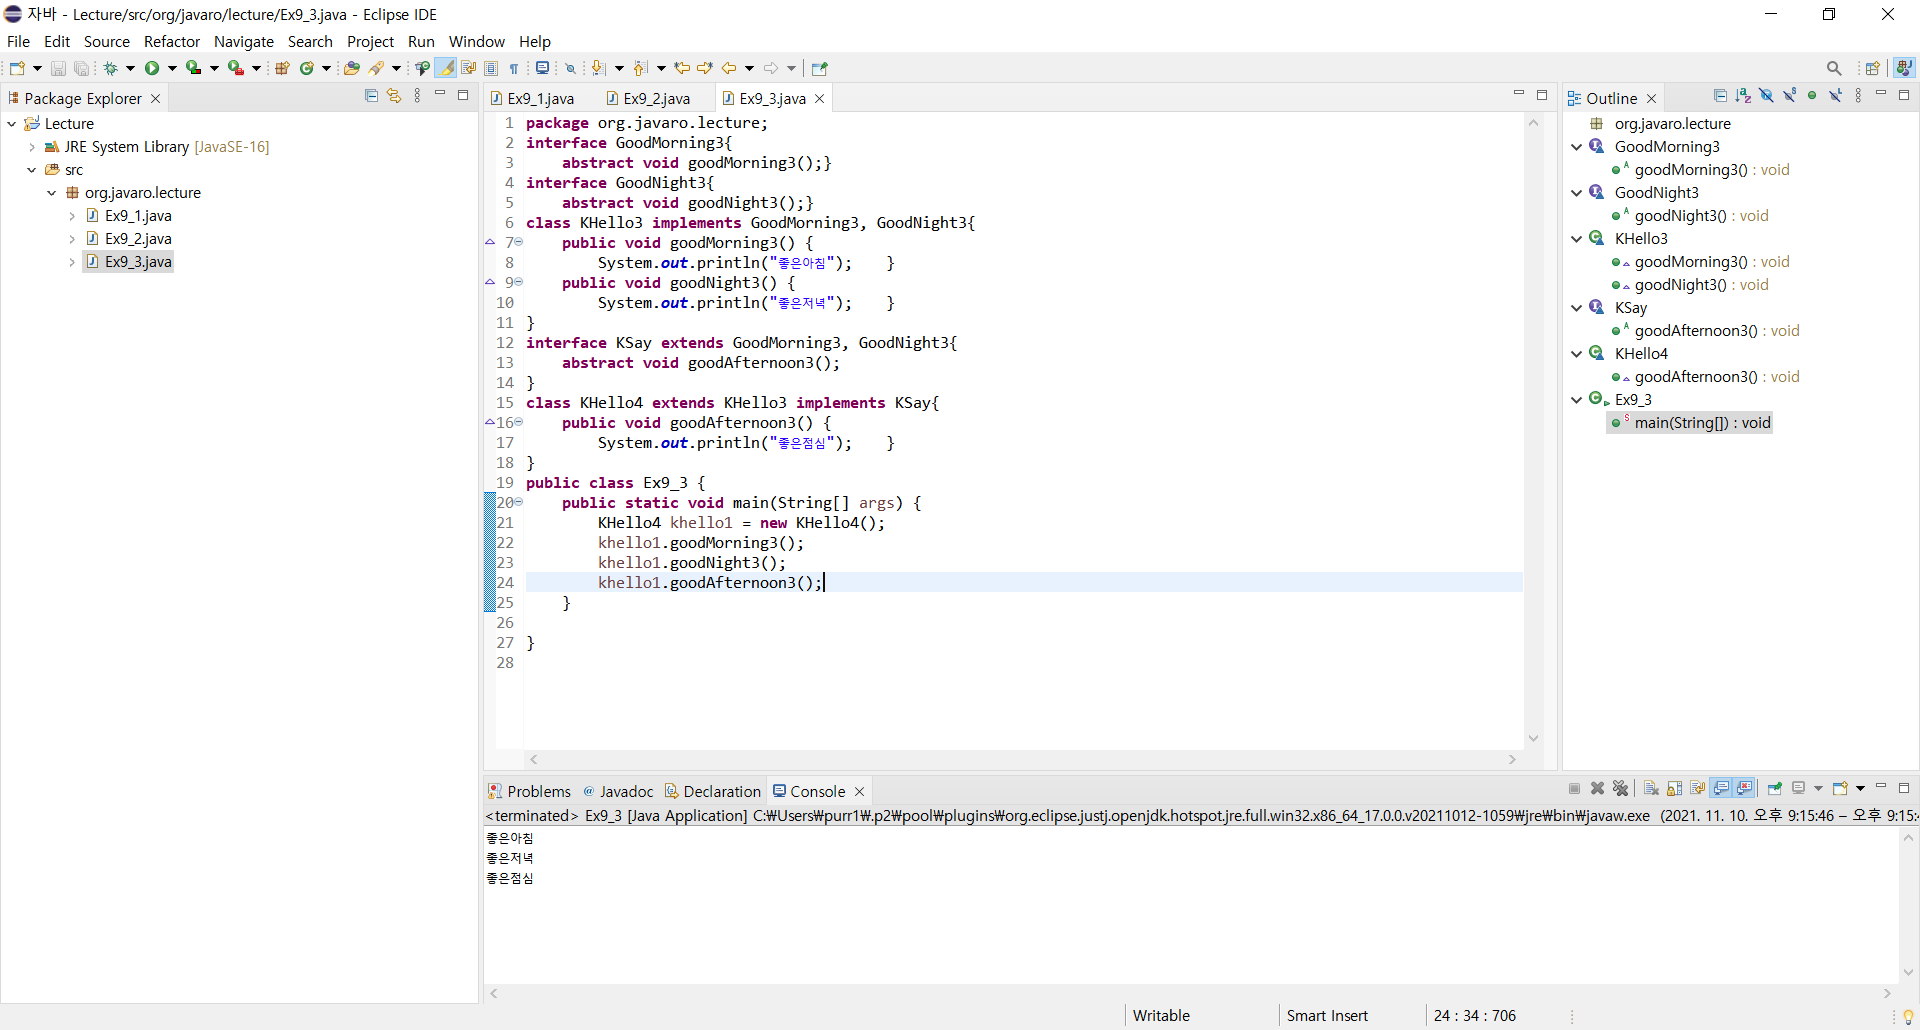 자바 - Lecture/src/org/javaro/lecture/Ex9_3.java - Eclipse IDE
File Edit Source Refactor Navigate Search Project Run Window Help
Package Explorer
Lecture
JRE System Library [JavaSE-16]
src
org.javaro.lecture
Ex9_1.java
Ex9_2.java
Ex9_3.java
Ex9_1.java Ex9_2.java Ex9_3.java
1 package org.javaro.lecture;
2 interface GoodMorning3{
3 abstract void goodMorning3();}
4 interface GoodNight3{
5 abstract void goodNight3();}
6 class KHello3 implements GoodMorning3, GoodNight3{
7 public void goodMorning3() {
8 System.out.println("좋은아침"); }
9 public void goodNight3() {
10 System.out.println("좋은저녁"); }
11 }
12 interface KSay extends GoodMorning3, GoodNight3{
13 abstract void goodAfternoon3();
14 }
15 class KHello4 extends KHello3 implements KSay{
16 public void goodAfternoon3() {
17 System.out.println("좋은점심"); }
18 }
19 public class Ex9_3 {
20 public static void main(String[] args) {
21 KHello4 khello1 = new KHello4();
22 khello1.goodMorning3();
23 khello1.goodNight3();
24 khello1.goodAfternoon3();
25 }
26
27 }
28
Outline
org.javaro.lecture
GoodMorning3
goodMorning3() : void
GoodNight3
goodNight3() : void
KHello3
goodMorning3() : void
goodNight3() : void
KSay
goodAfternoon3() : void
KHello4
goodAfternoon3() : void
Ex9_3
main(String[]) : void
Problems @ Javadoc Declaration Console
<terminated> Ex9_3 [Java Application] C:₩Users₩purr1₩.p2₩pool₩plugins₩org.eclipse.justj.openjdk.hotspot.jre.full.win32.x86_64_17.0.0.v20211012-1059₩jre₩bin₩javaw.exe (2021. 11. 10. 오후 9:15:46 – 오후 9:15:
좋은아침
좋은저녁
좋은점심
Writable Smart Insert 24 : 34 : 706